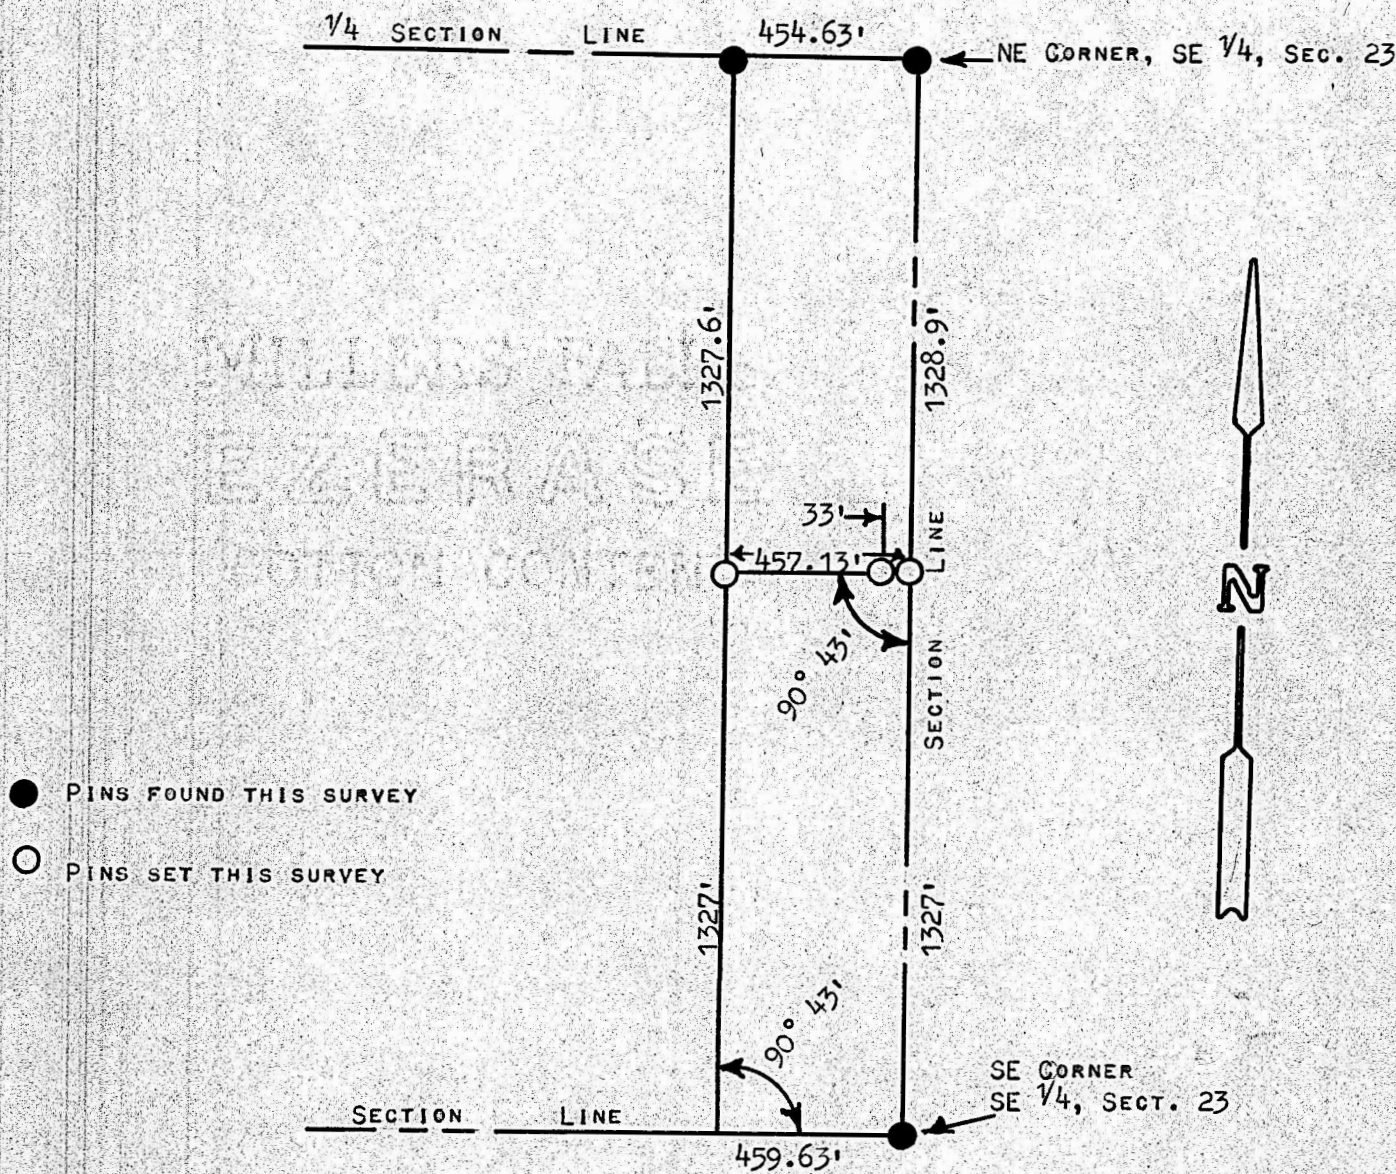 1/4 SECTION LINE 454.63'
NE CORNER, SE 1/4, SEC. 23
1327.6'
1328.9'
33'
457.13'
LINE
90° 43'
SECTION
N
PINS FOUND THIS SURVEY
PINS SET THIS SURVEY
1327'
1327'
90° 43'
SE CORNER
SE 1/4, SECT. 23
SECTION LINE
459.63'
EZERASE